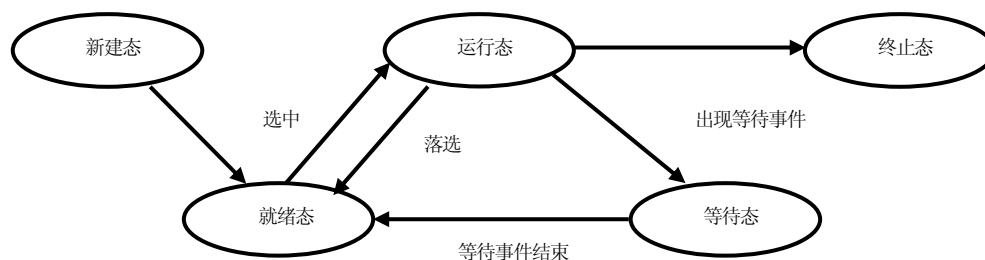 新建态
运行态
终止态
选中
出现等待事件
落选
就绪态
等待态
等待事件结束